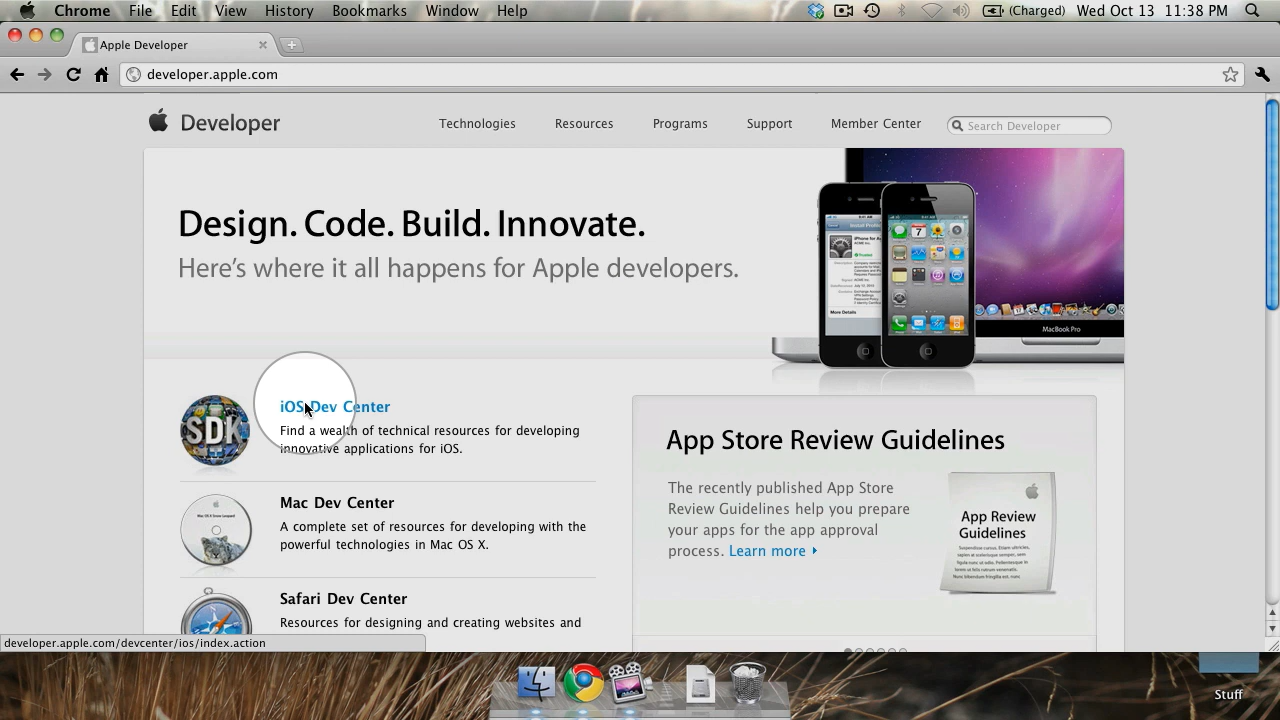 Chrome File Edit View History Bookmarks Window Help (Charged) Wed Oct 13 11:38 PM
Apple Developer
developer.apple.com
Developer Technologies Resources Programs Support Member Center Search Developer
Design. Code. Build. Innovate.
Here's where it all happens for Apple developers.
MacBook Pro
More Details
iOS Dev Center
Find a wealth of technical resources for developing
innovative applications for iOS.
SDK
Mac Dev Center
A complete set of resources for developing with the
powerful technologies in Mac OS X.
Safari Dev Center
Resources for designing and creating websites and
App Store Review Guidelines
The recently published App Store
Review Guidelines help you prepare
your apps for the app approval
process. Learn more
App Review
Guidelines
developer.apple.com/devcenter/ios/index.action
Stuff